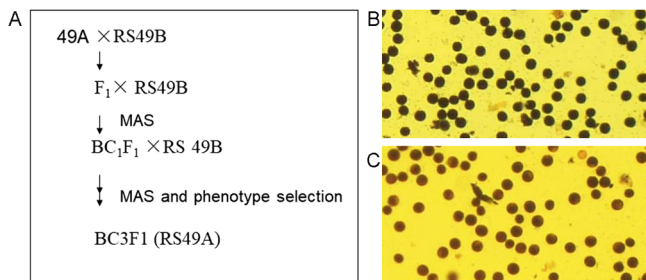 A
49A × RS49B
F₁ × RS49B
MAS
BC₁F₁ × RS 49B
MAS and phenotype selection
BC3F1 (RS49A)
B
C